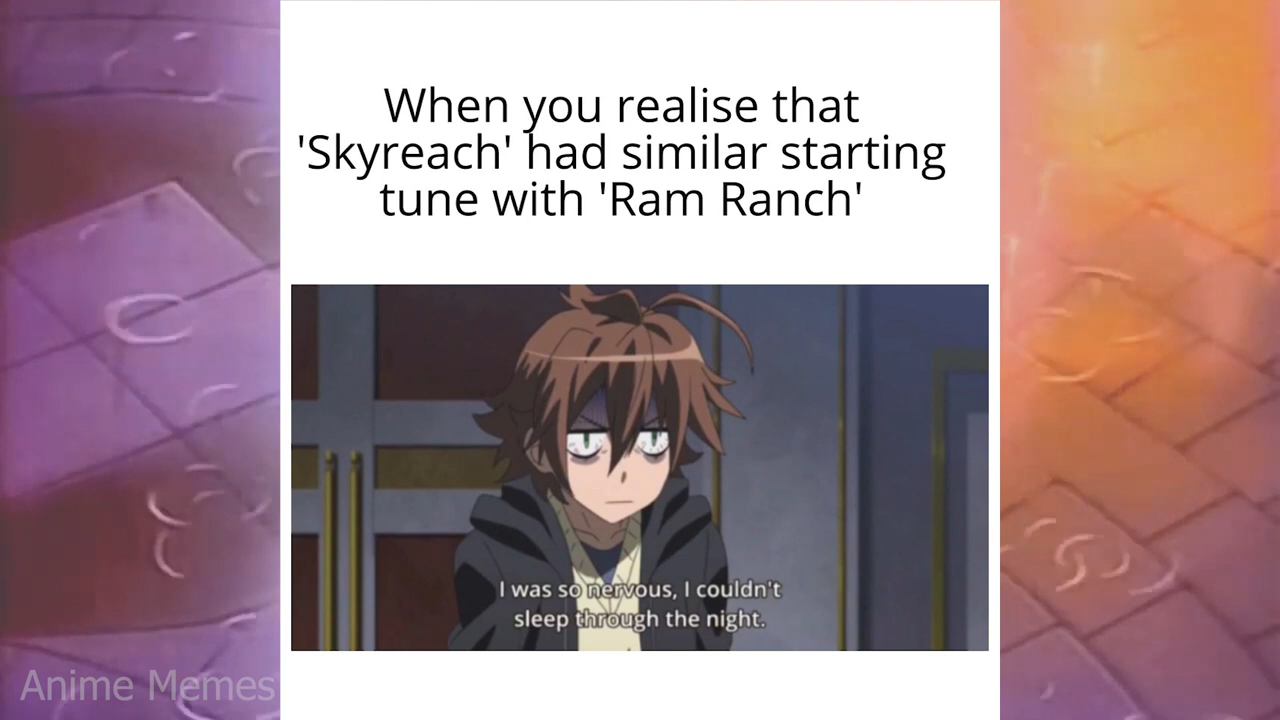 When you realise that
'Skyreach' had similar starting
tune with 'Ram Ranch'
I was so nervous, I couldn't
sleep through the night.
Anime Memes